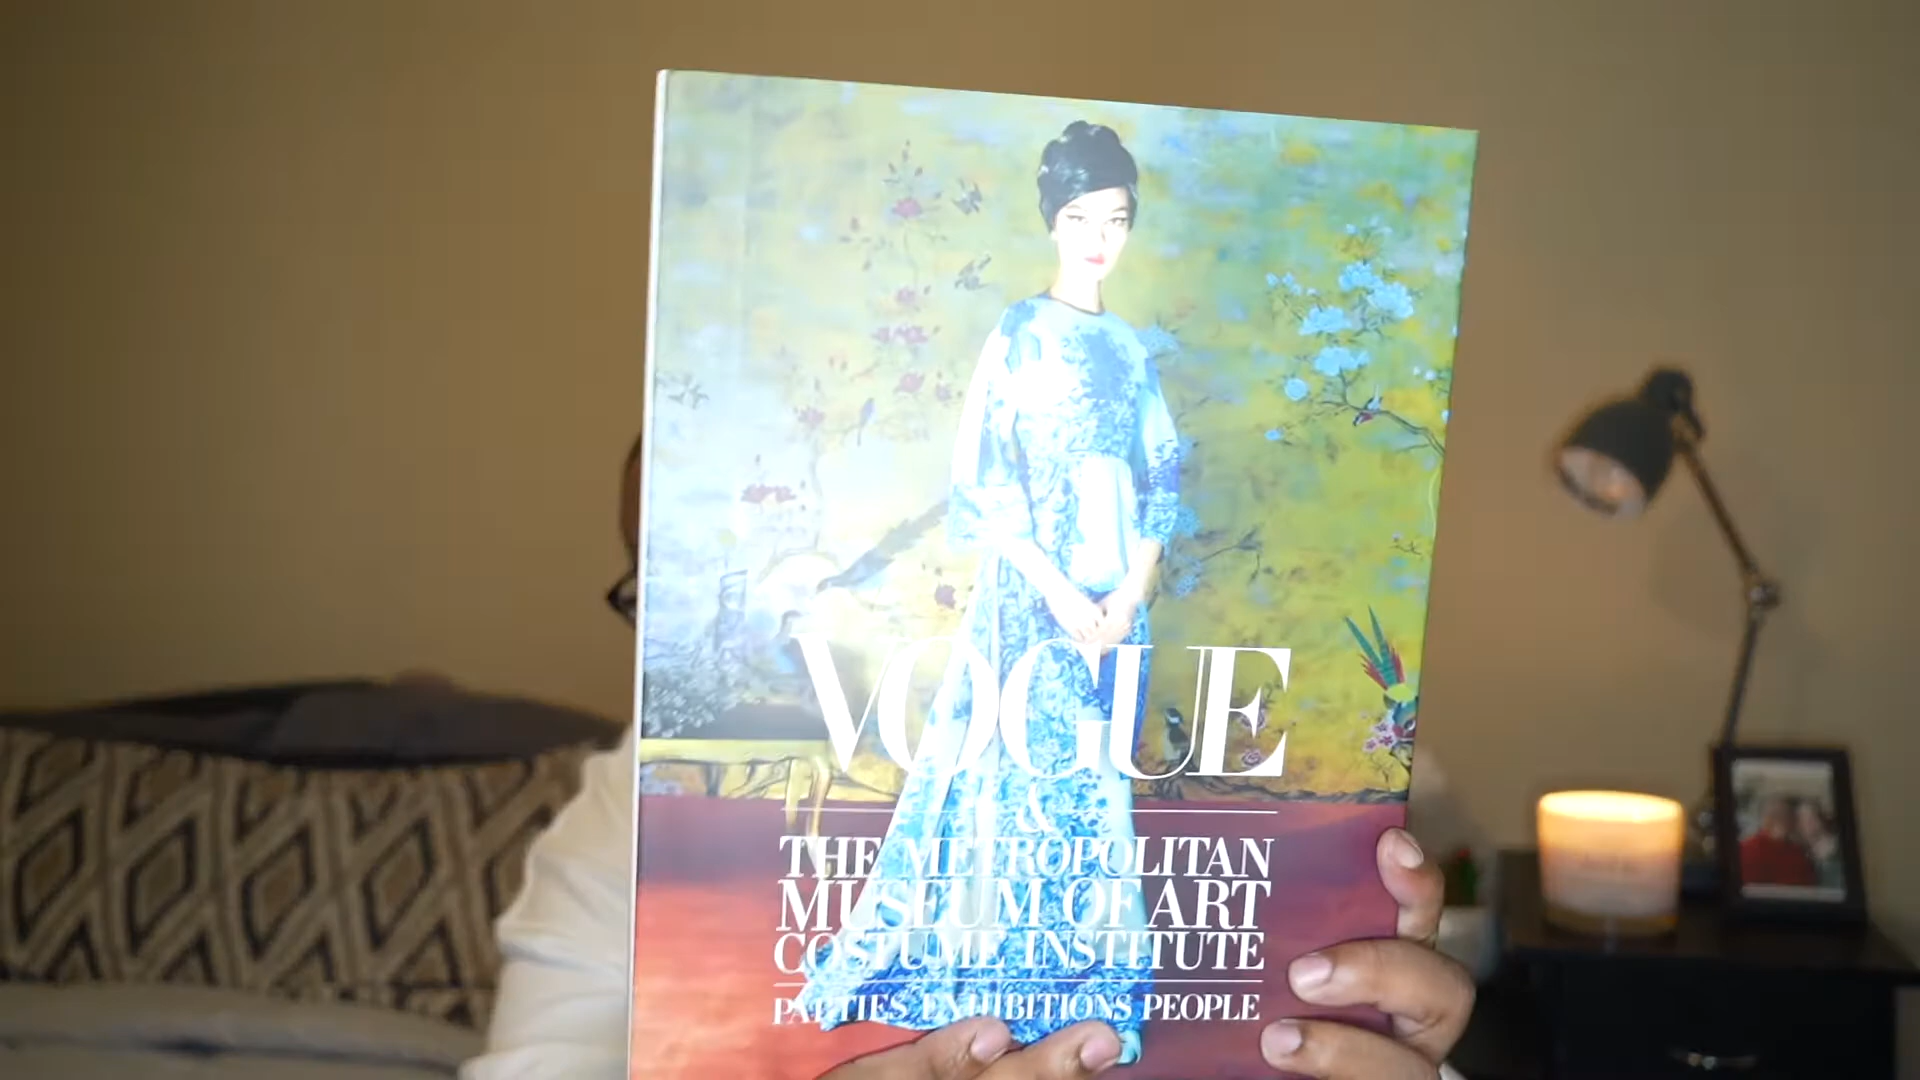 VOGUE
&
THE METROPOLITAN
MUSEUM OF ART
COSTUME INSTITUTE
PARTIES EXHIBITIONS PEOPLE